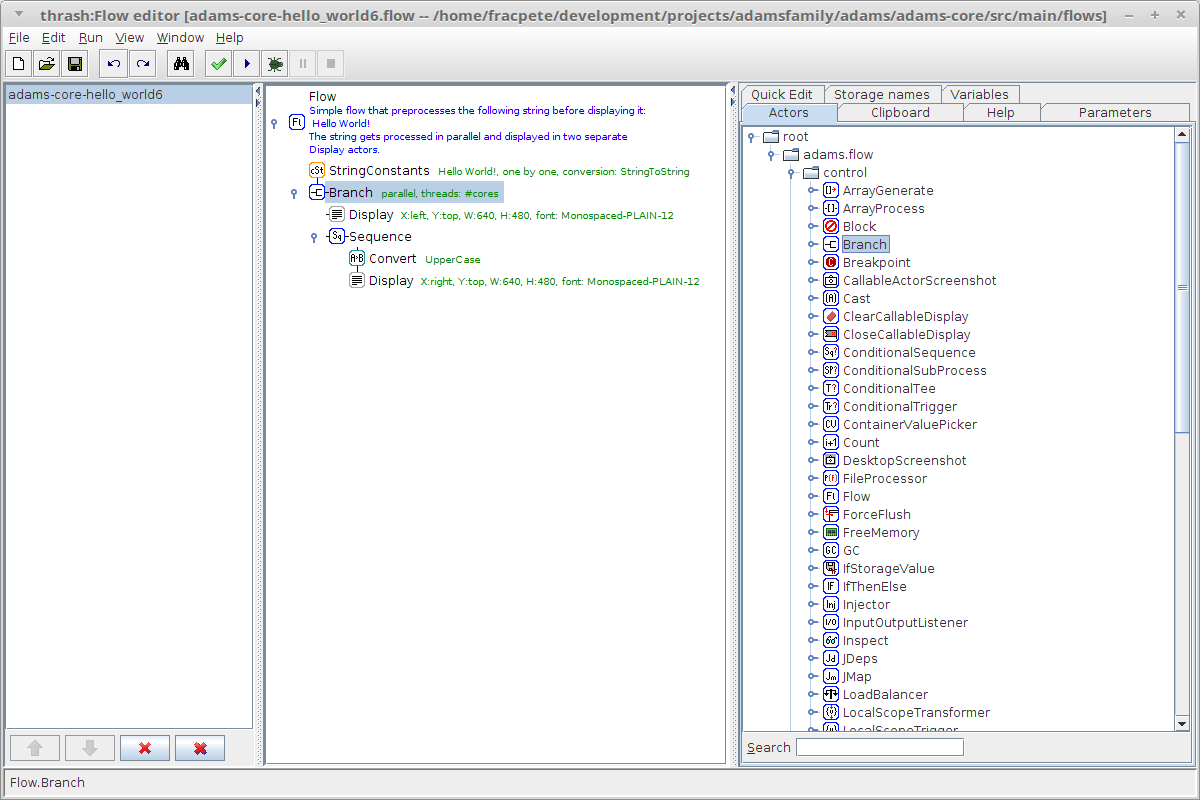 thrash:Flow editor [adams-core-hello_world6.flow -- /home/fracpete/development/projects/adamsfamily/adams/adams-core/src/main/flows]
File Edit Run View Window Help
adams-core-hello_world6
Flow
Simple flow that preprocesses the following string before displaying it:
Hello World!
The string gets processed in parallel and displayed in two separate
Display actors.
StringConstants Hello World!, one by one, conversion: StringToString
Branch parallel, threads: #cores
Display X:left, Y:top, W:640, H:480, font: Monospaced-PLAIN-12
Sequence
Convert UpperCase
Display X:right, Y:top, W:640, H:480, font: Monospaced-PLAIN-12
Quick Edit Storage names Variables
Actors Clipboard Help Parameters
root
adams.flow
control
ArrayGenerate
ArrayProcess
Block
Branch
Breakpoint
CallableActorScreenshot
Cast
ClearCallableDisplay
CloseCallableDisplay
ConditionalSequence
ConditionalSubProcess
ConditionalTee
ConditionalTrigger
ContainerValuePicker
Count
DesktopScreenshot
FileProcessor
Flow
ForceFlush
FreeMemory
GC
IfStorageValue
IfThenElse
Injector
InputOutputListener
Inspect
JDeps
JMap
LoadBalancer
LocalScopeTransformer
LocalScopeTrigger
Search
Flow.Branch